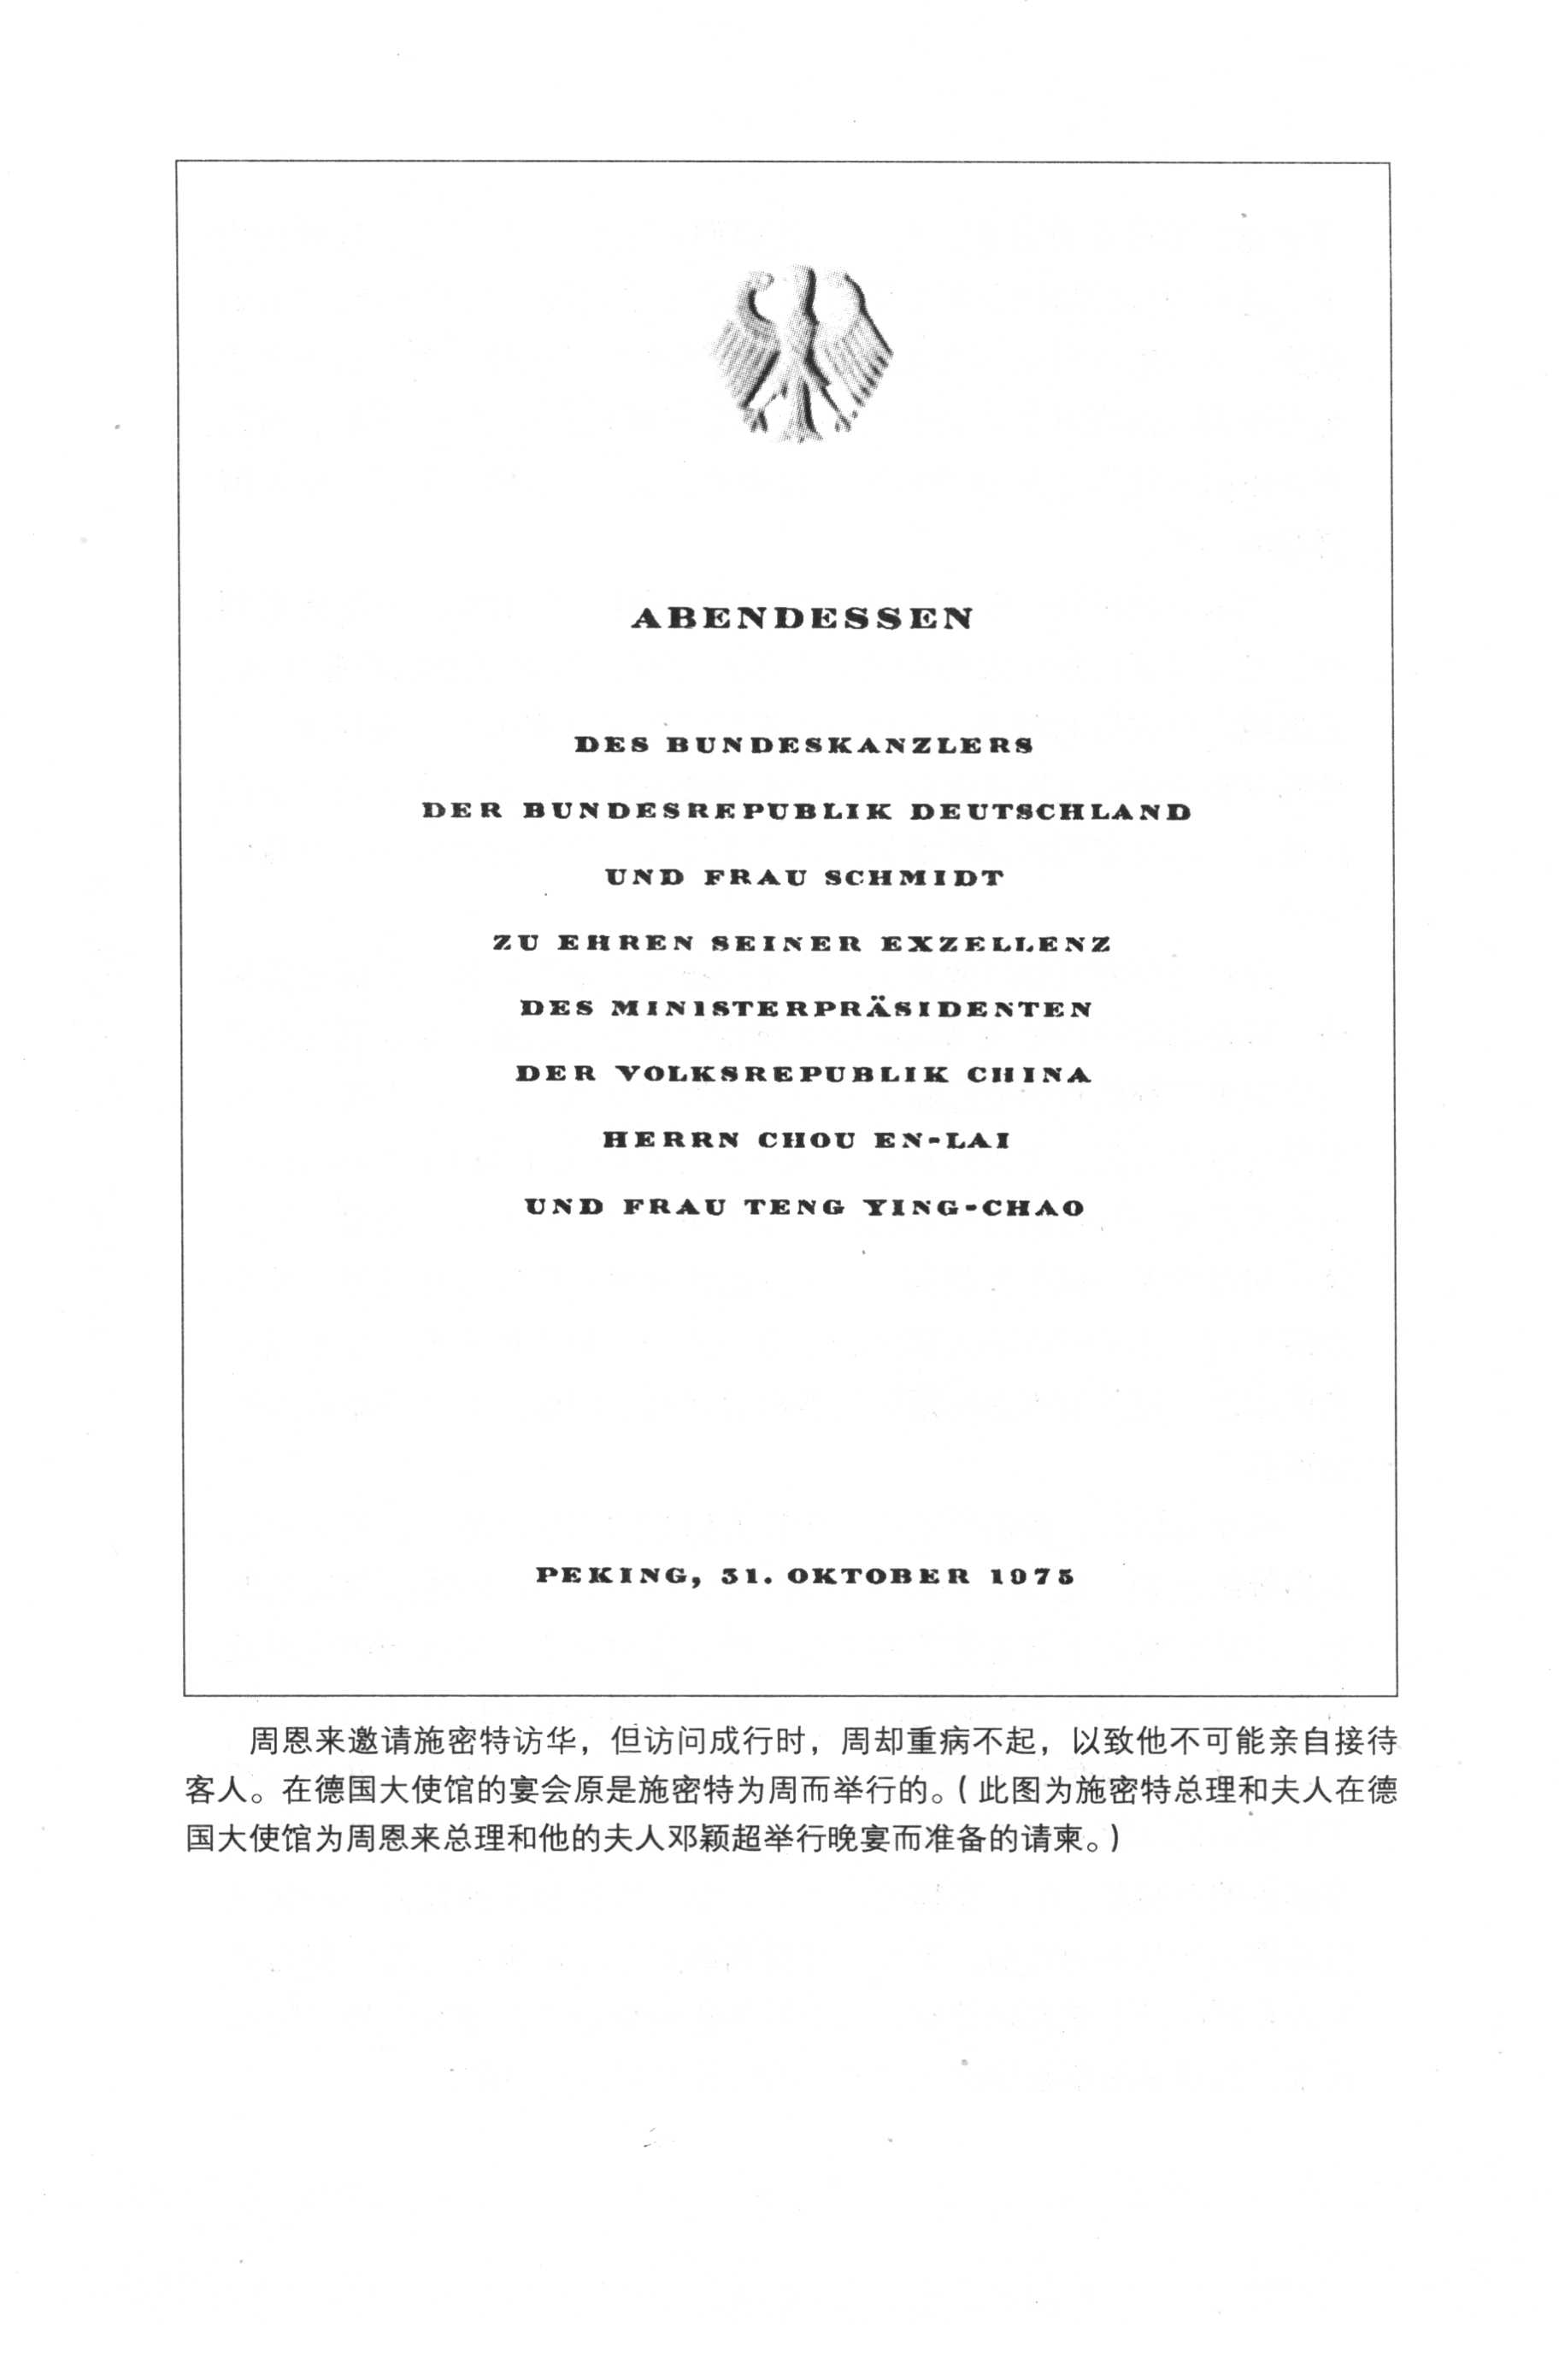 ABENDESSEN
DES BUNDESKANZLERS
DER BUNDESREPUBLIK DEUTSCHLAND
UND FRAU SCHMIDT
ZU EHREN SEINER EXZELLENZ
DES MINISTERPRÄSIDENTEN
DER VOLKSREPUBLIK CHINA
HERRN CHOU EN-LAI
UND FRAU TENG YING-CHAO
PEKING, 31. OKTOBER 1975
周恩来邀请施密特访华，但访问成行时，周却重病不起，以致他不可能亲自接待
客人。在德国大使馆的宴会原是施密特为周而举行的。（此图为施密特总理和夫人在德
国大使馆为周恩来总理和他的夫人邓颖超举行晚宴而准备的请柬。）